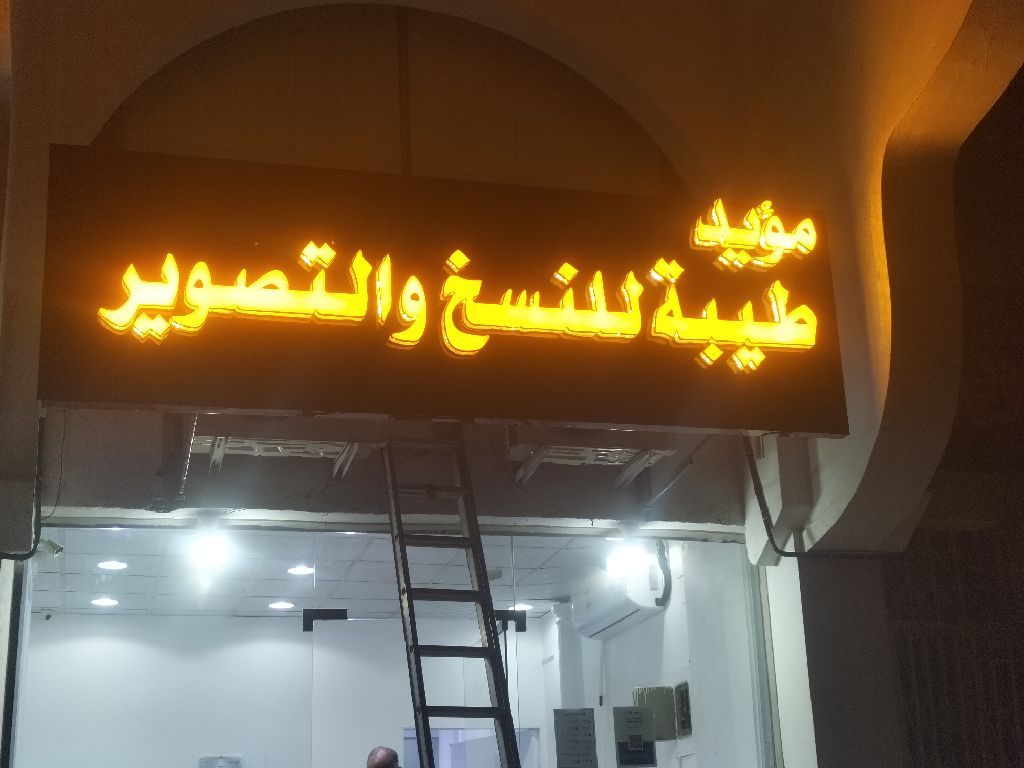 مؤيد
طيبة للنسخ والتصوير